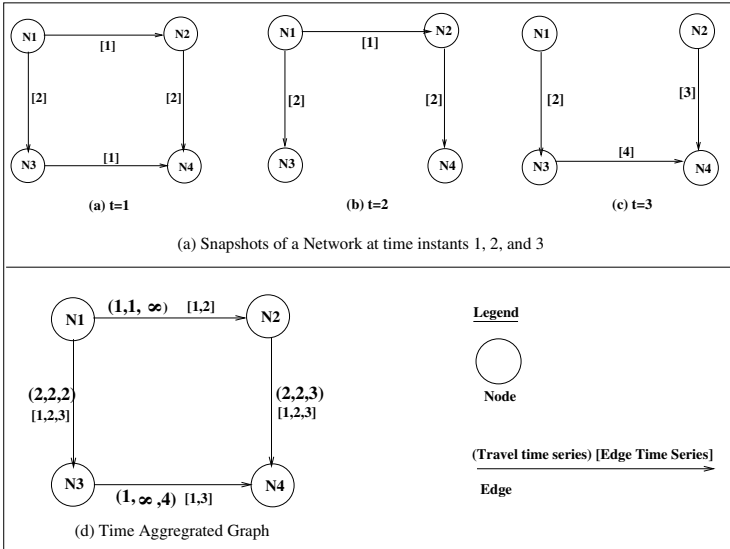 N1
[1]
N2
[2]
[2]
N3
[1]
N4
(a) t=1
N1
[1]
N2
[2]
[2]
N3
N4
(b) t=2
N1
N2
[2]
[3]
N3
[4]
N4
(c) t=3
(a) Snapshots of a Network at time instants 1, 2, and 3
N1
(1,1, ∞) [1,2]
N2
(2,2,2)
[1,2,3]
(2,2,3)
[1,2,3]
N3
(1, ∞,4) [1,3]
N4
(d) Time Aggregrated Graph
Legend
Node
(Travel time series) [Edge Time Series]
Edge